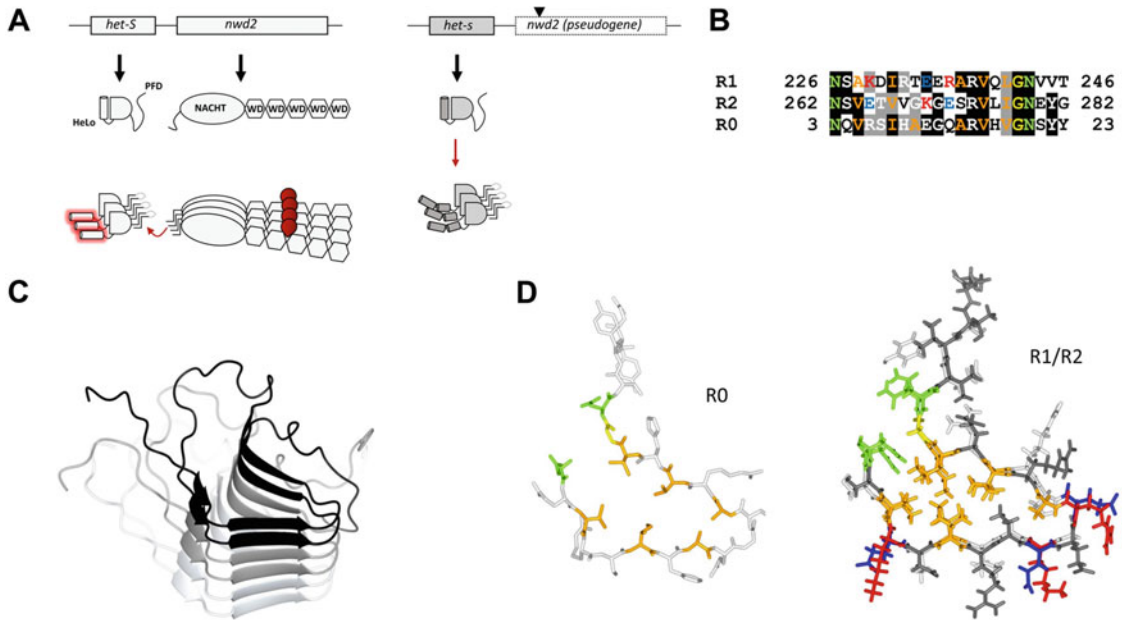 A
het-S
nwd2
het-s
nwd2 (pseudogene)
PFD
HeLo
NACHT
WD WD WD WD WD
B
R1 226 NSAKDIRTEERARVQLGNVVT 246
R2 262 NSVETVVGKGESRVLIGNEYG 282
R0 3 NQVRSIHAEGQARVHVGNSYY 23
C
D
R0
R1/R2